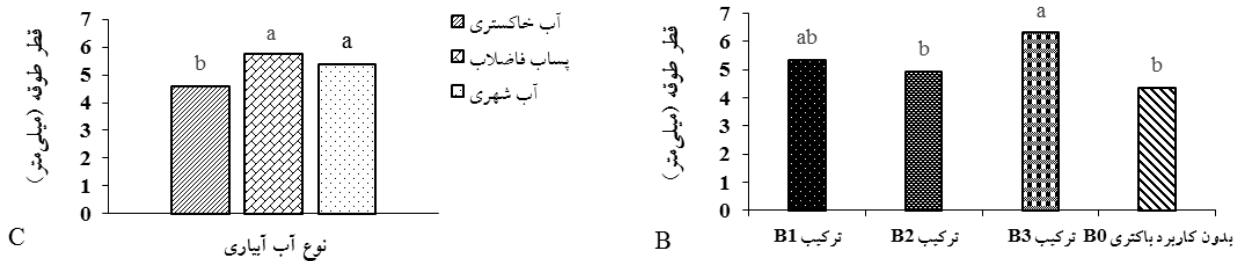 قطر طوقه (میلی‌متر)
7
6
5
4
3
2
1
0
b
a
a
نوع آب آبیاری
آب خاکستری
پساب فاضلاب
آب شهری
C
قطر طوقه (میلی‌متر)
7
6
5
4
3
2
1
0
ab
b
a
b
ترکیب B1
ترکیب B2
ترکیب B3
بدون کاربرد باکتری B0
B